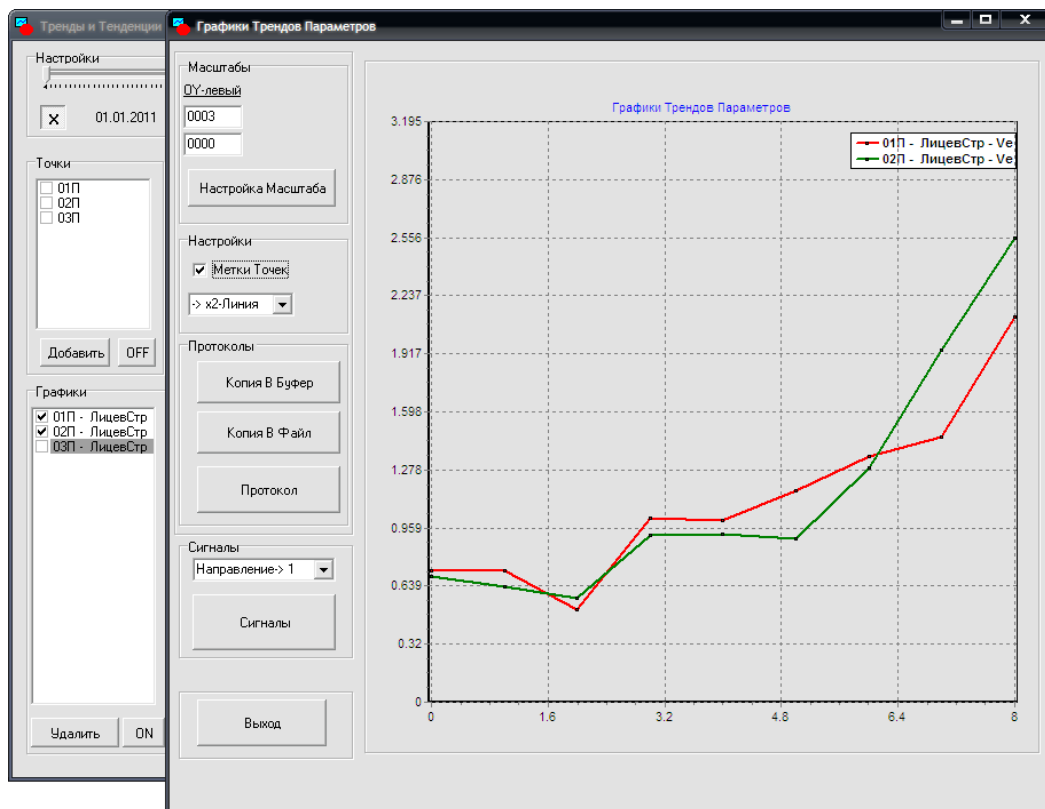 Тренды и Тенденции
Настройки
X
01.01.2011
Точки
01П
02П
03П
Добавить
OFF
Графики
01П - ЛицевСтр
02П - ЛицевСтр
03П - ЛицевСтр
Удалить
ON
Графики Трендов Параметров
Масштабы
OY-левый
0003
0000
Настройка Масштаба
Настройки
Метки Точек
-> x2-Линия
Протоколы
Копия В Буфер
Копия В Файл
Протокол
Сигналы
Направление-> 1
Сигналы
Выход
Графики Трендов Параметров
01П - ЛицевСтр - Ve
02П - ЛицевСтр - Ve
3.195
2.876
2.556
2.237
1.917
1.598
1.278
0.959
0.639
0.32
0
0 1.6 3.2 4.8 6.4 8